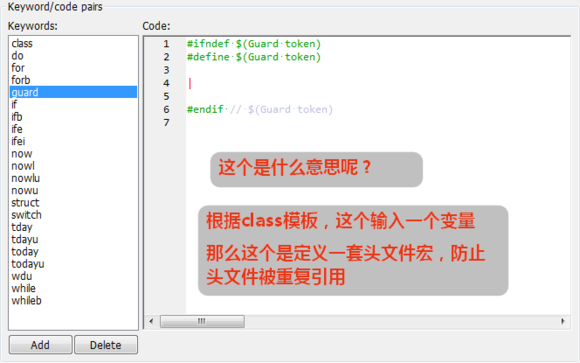 Keyword/code pairs
Keywords:
class
do
for
forb
guard
if
ifb
ife
ifei
now
nowl
nowlu
nowu
struct
switch
tday
tdayu
today
todayu
wdu
while
whileb
Add
Delete
Code:
1 #ifndef·$(Guard·token)
2 #define·$(Guard·token)
3
4
5
6 #endif·//·$(Guard·token)
7
这个是什么意思呢？
根据class模板，这个输入一个变量
那么这个是定义一套头文件宏，防止
头文件被重复引用